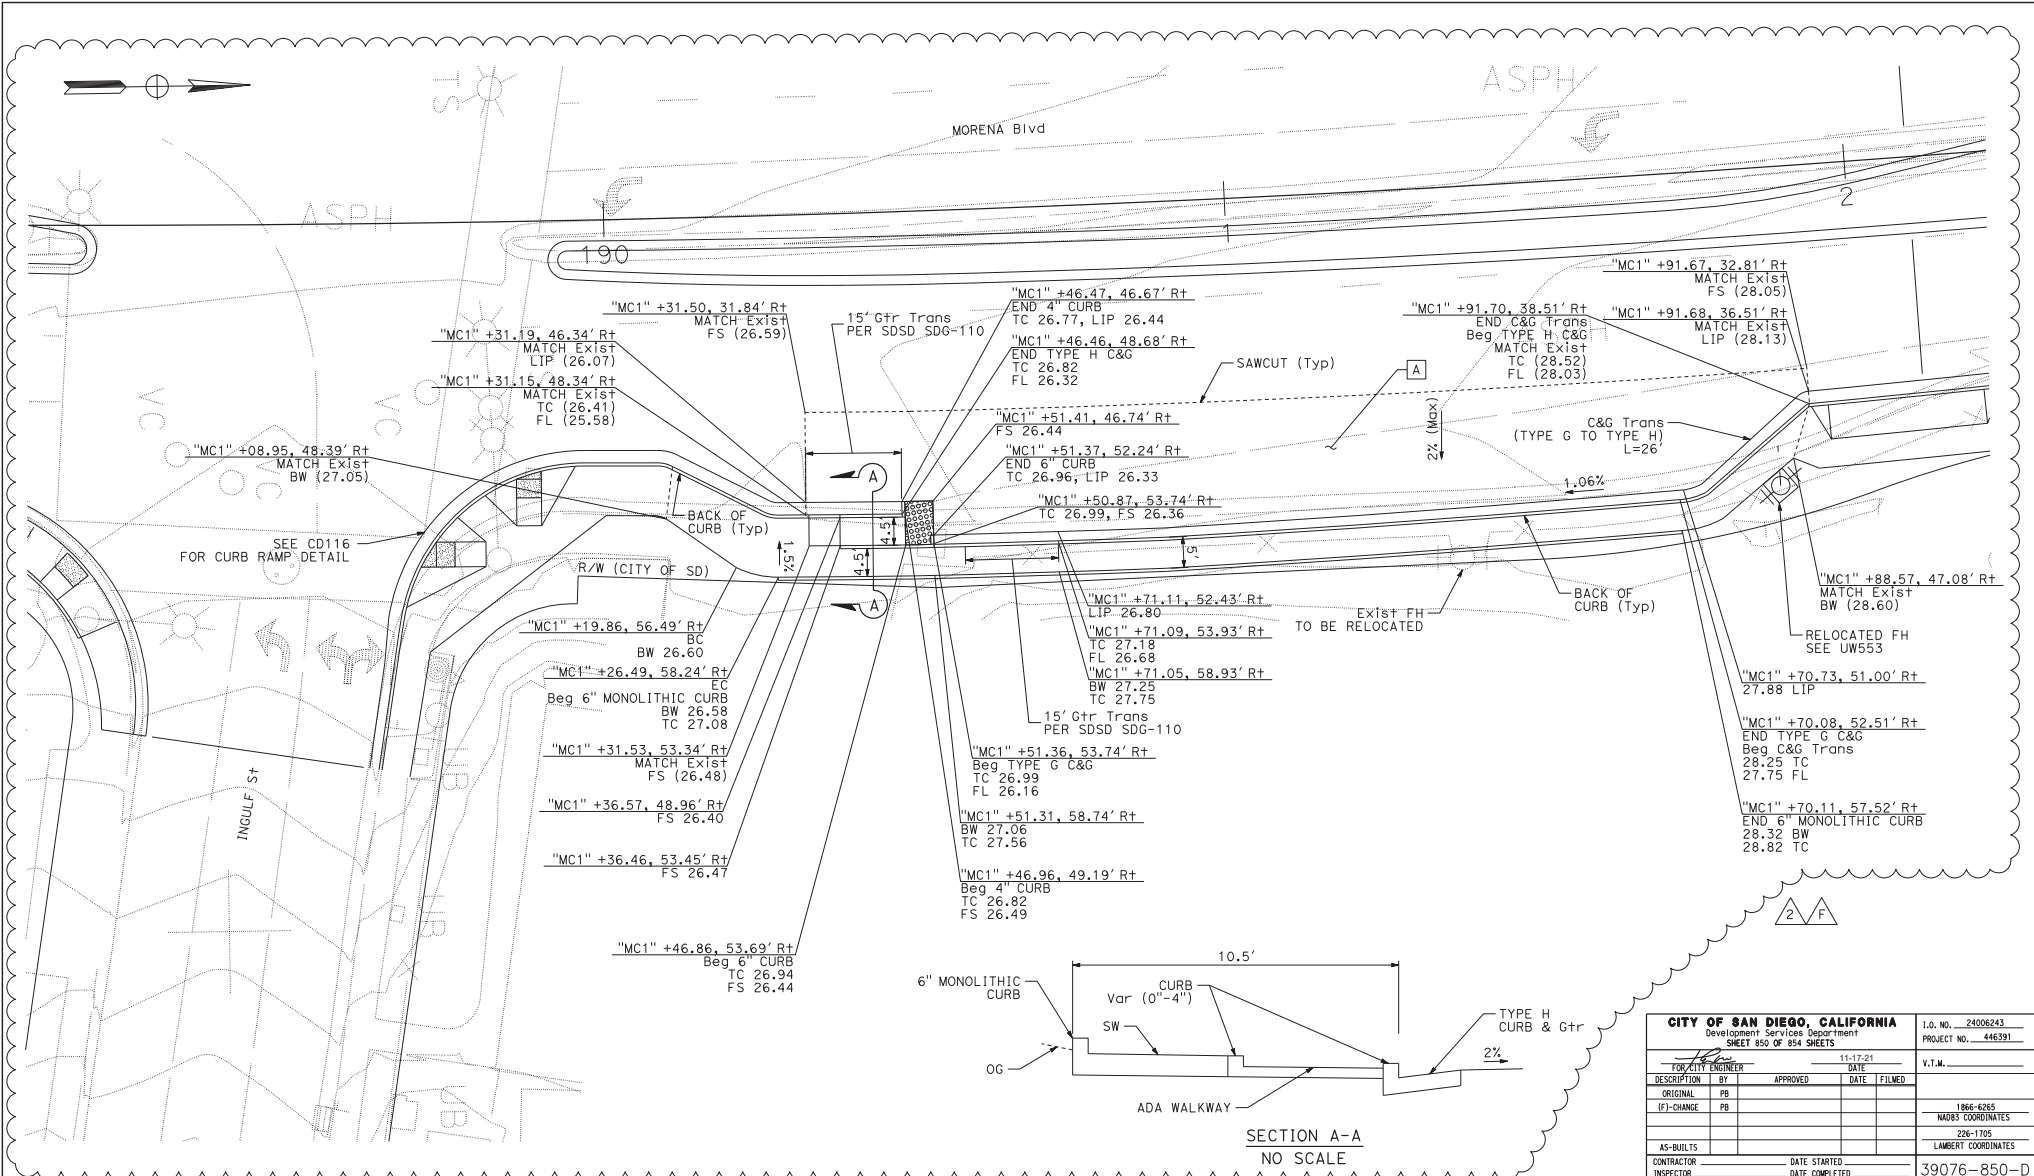 ST
ASPH
MORENA Blvd
ASPH
190
1
2
"MC1" +91.67, 32.81' Rt
MATCH Exist
FS (28.05)
"MC1" +46.47, 46.67' Rt
END 4" CURB
TC 26.77, LIP 26.44
"MC1" +31.50, 31.84' Rt
MATCH Exist
FS (26.59)
15' Gtr Trans
PER SDSD SDG-110
"MC1" +91.70, 38.51' Rt
END C&G Trans
Beg TYPE H C&G
MATCH Exist
TC (28.52)
FL (28.03)
"MC1" +91.68, 36.51' Rt
MATCH Exist
LIP (28.13)
"MC1" +31.19, 46.34' Rt
MATCH Exist
LIP (26.07)
"MC1" +46.46, 48.68' Rt
END TYPE H C&G
TC 26.82
FL 26.32
SAWCUT (Typ)
A
"MC1" +31.15, 48.34' Rt
MATCH Exist
TC (26.41)
FL (25.58)
"MC1" +51.41, 46.74' Rt
FS 26.44
2% (Max)
C&G Trans
(TYPE G TO TYPE H)
L=26'
"MC1" +08.95, 48.39' Rt
MATCH Exist
BW (27.05)
"MC1" +51.37, 52.24' Rt
END 6" CURB
TC 26.96, LIP 26.33
A
1.06%
"MC1" +50.87, 53.74' Rt
TC 26.99, FS 26.36
BACK OF
CURB (Typ)
4.5'
SEE CD116
FOR CURB RAMP DETAIL
1.5%
4.5'
5'
R/W (CITY OF SD)
A
"MC1" +88.57, 47.08' Rt
MATCH Exist
BW (28.60)
BACK OF
CURB (Typ)
"MC1" +71.11, 52.43' Rt
LIP 26.80
Exist FH
TO BE RELOCATED
"MC1" +19.86, 56.49' Rt
BC
BW 26.60
"MC1" +71.09, 53.93' Rt
TC 27.18
FL 26.68
RELOCATED FH
SEE UW553
"MC1" +26.49, 58.24' Rt
EC
Beg 6" MONOLITHIC CURB
BW 26.58
TC 27.08
"MC1" +71.05, 58.93' Rt
BW 27.25
TC 27.75
"MC1" +70.73, 51.00' Rt
27.88 LIP
15' Gtr Trans
PER SDSD SDG-110
"MC1" +70.08, 52.51' Rt
END TYPE G C&G
Beg C&G Trans
28.25 TC
27.75 FL
"MC1" +31.53, 53.34' Rt
MATCH Exist
FS (26.48)
"MC1" +51.36, 53.74' Rt
Beg TYPE G C&G
TC 26.99
FL 26.16
INGULF St
"MC1" +36.57, 48.96' Rt
FS 26.40
"MC1" +51.31, 58.74' Rt
BW 27.06
TC 27.56
"MC1" +70.11, 57.52' Rt
END 6" MONOLITHIC CURB
28.32 BW
28.82 TC
"MC1" +36.46, 53.45' Rt
FS 26.47
"MC1" +46.96, 49.19' Rt
Beg 4" CURB
TC 26.82
FS 26.49
2 F
"MC1" +46.86, 53.69' Rt
Beg 6" CURB
TC 26.94
FS 26.44
10.5'
6" MONOLITHIC
CURB
CURB
Var (0"-4")
SW
TYPE H
CURB & Gtr
2%
OG
ADA WALKWAY
SECTION A-A
NO SCALE
CITY OF SAN DIEGO, CALIFORNIA
Development Services Department
SHEET 850 OF 854 SHEETS
I.O. NO. 24006243
PROJECT NO. 446391
11-17-21
FOR CITY ENGINEER DATE
V.T.M.
DESCRIPTION BY APPROVED DATE FILMED
ORIGINAL PB
(F)-CHANGE PB
1866-6265
NAD83 COORDINATES
226-1705
LAMBERT COORDINATES
AS-BUILTS
CONTRACTOR DATE STARTED
INSPECTOR DATE COMPLETED
39076-850-D